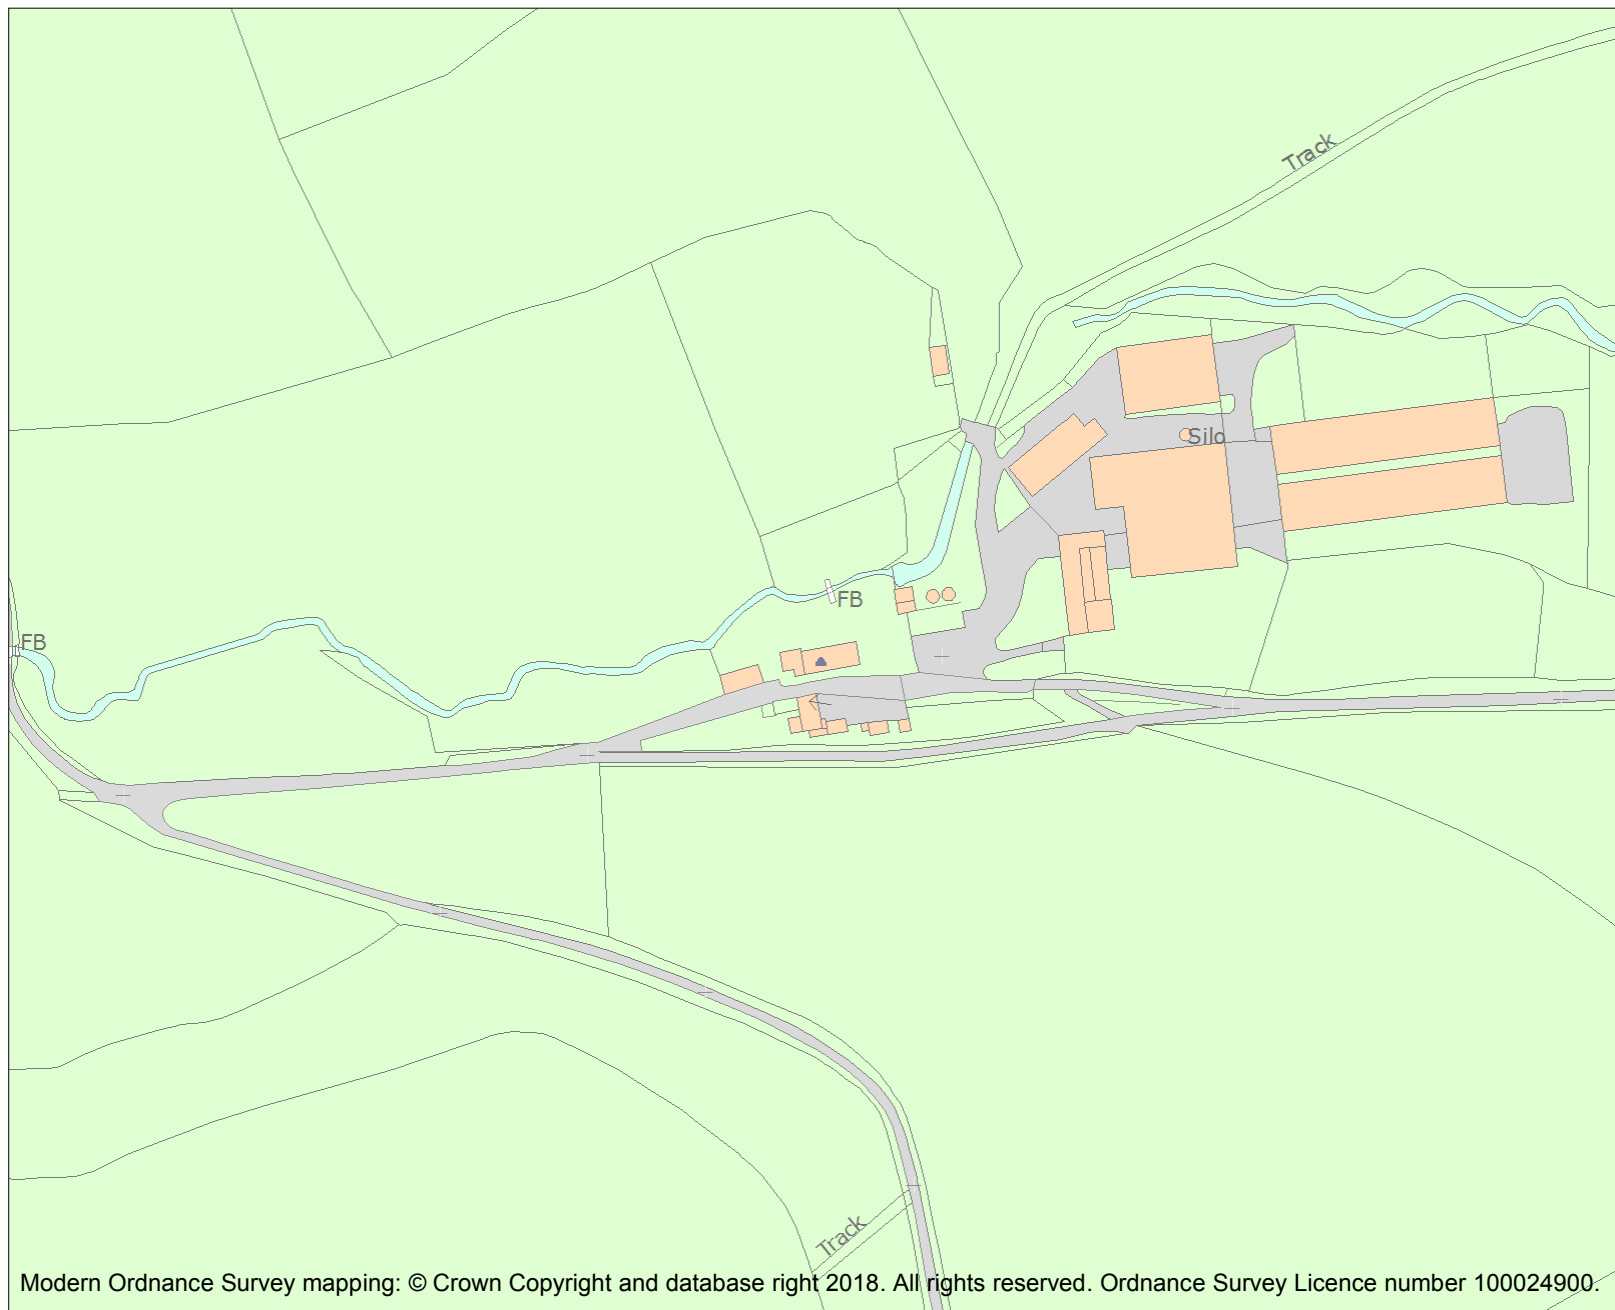 Track
Silo
FB
FB
Track
Modern Ordnance Survey mapping: © Crown Copyright and database right 2018. All rights reserved. Ordnance Survey Licence number 100024900.